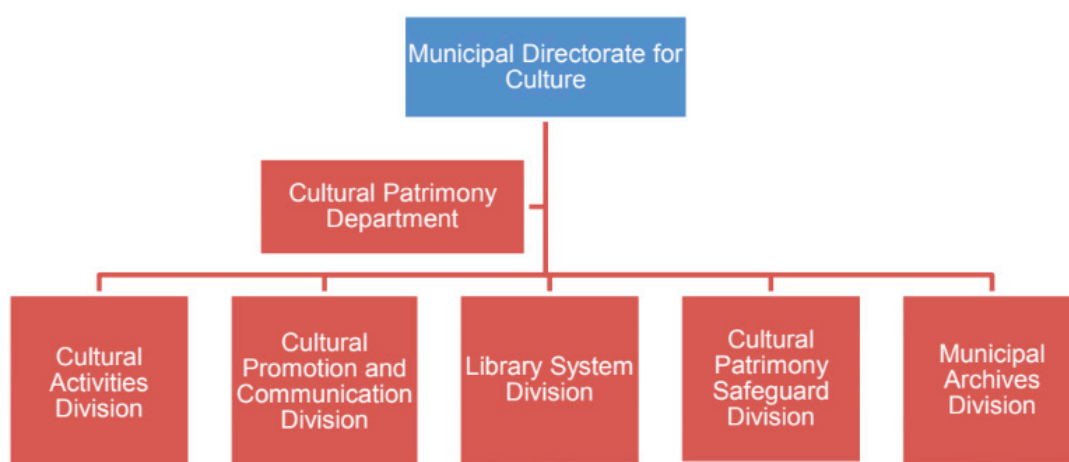 Municipal Directorate for
Culture
Cultural Patrimony
Department
Cultural
Activities
Division
Cultural
Promotion and
Communication
Division
Library System
Division
Cultural
Patrimony
Safeguard
Division
Municipal
Archives
Division